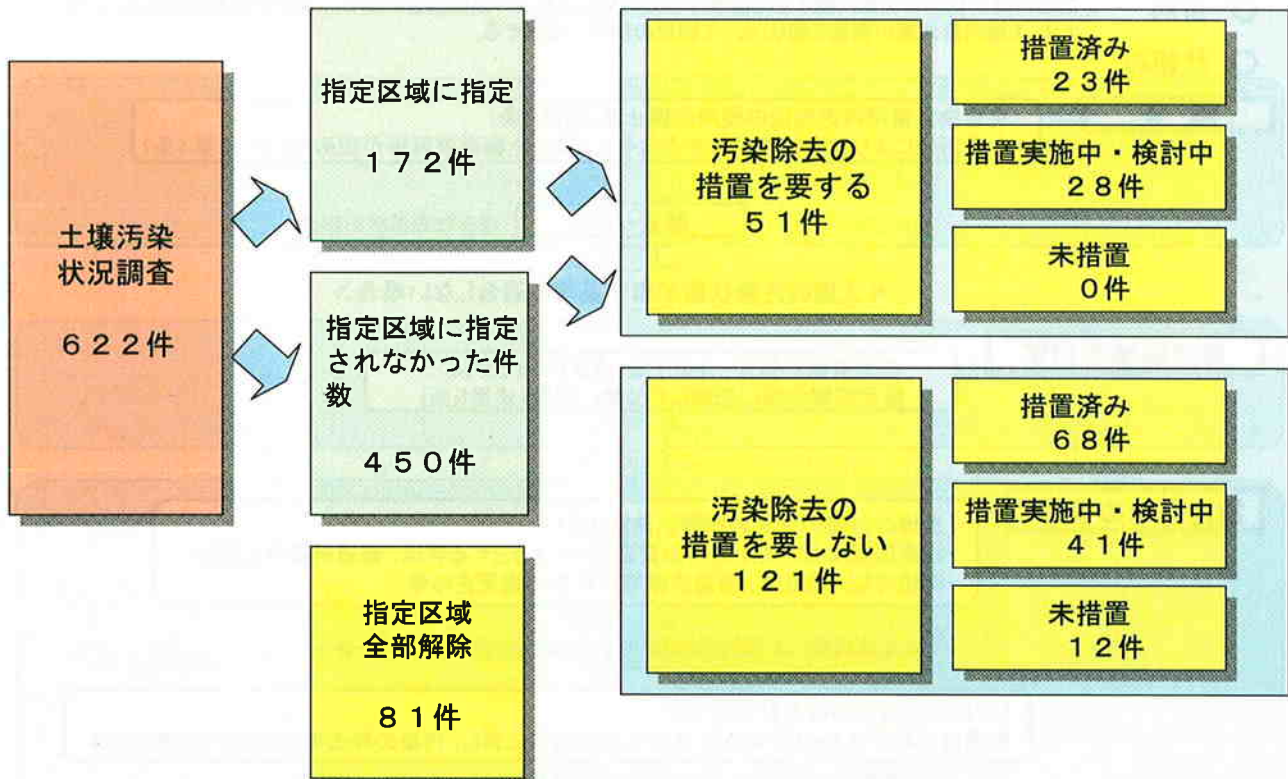 土壌汚染
状況調査
６２２件
指定区域に指定
１７２件
指定区域に指定
されなかった件
数
４５０件
指定区域
全部解除
８１件
汚染除去の
措置を要する
５１件
措置済み
２３件
措置実施中・検討中
２８件
未措置
０件
汚染除去の
措置を要しない
１２１件
措置済み
６８件
措置実施中・検討中
４１件
未措置
１２件